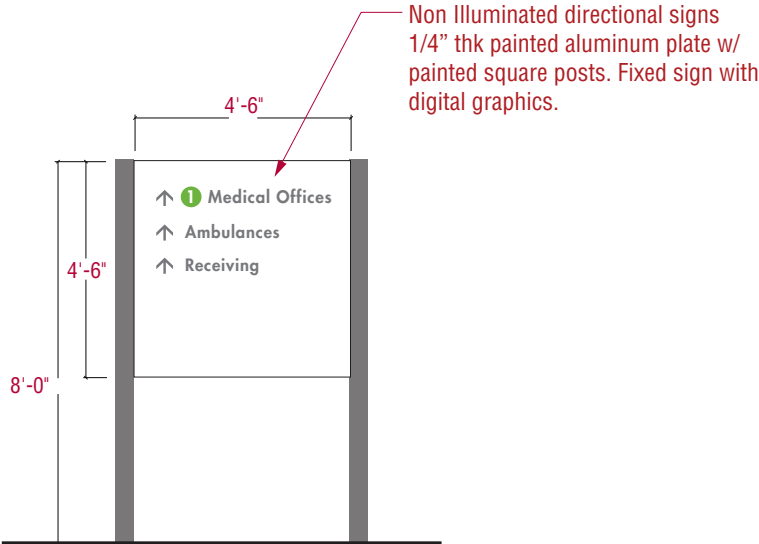 Non Illuminated directional signs
1/4” thk painted aluminum plate w/
painted square posts. Fixed sign with
digital graphics.
4'-6"
↑ 1 Medical Offices
↑ Ambulances
↑ Receiving
4'-6"
8'-0"